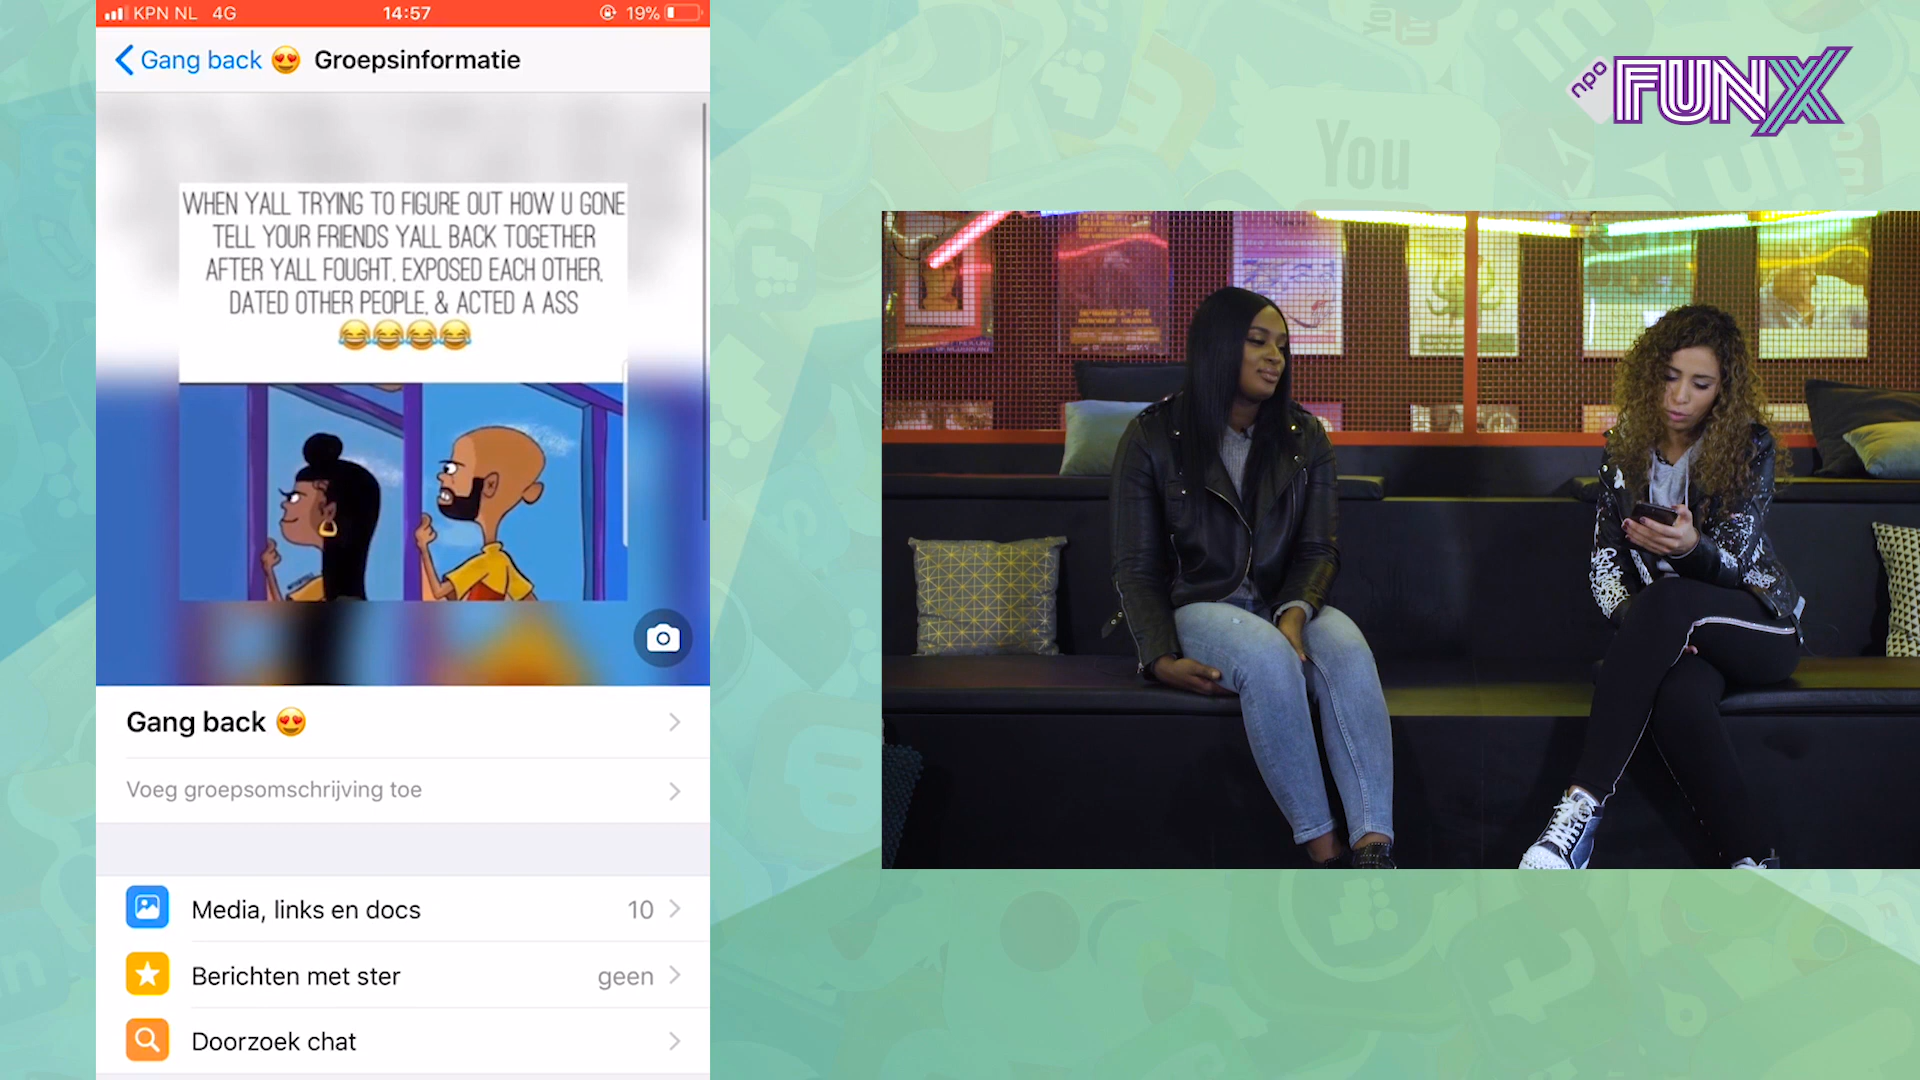 KPN NL 4G 14:57 19%
Gang back 😍 Groepsinformatie
WHEN YALL TRYING TO FIGURE OUT HOW U GONE
TELL YOUR FRIENDS YALL BACK TOGETHER
AFTER YALL FOUGHT, EXPOSED EACH OTHER,
DATED OTHER PEOPLE, & ACTED A ASS
😂😂😂😂
Gang back 😍
Voeg groepsomschrijving toe
Media, links en docs 10
Berichten met ster geen
Doorzoek chat
npo FUNX
You